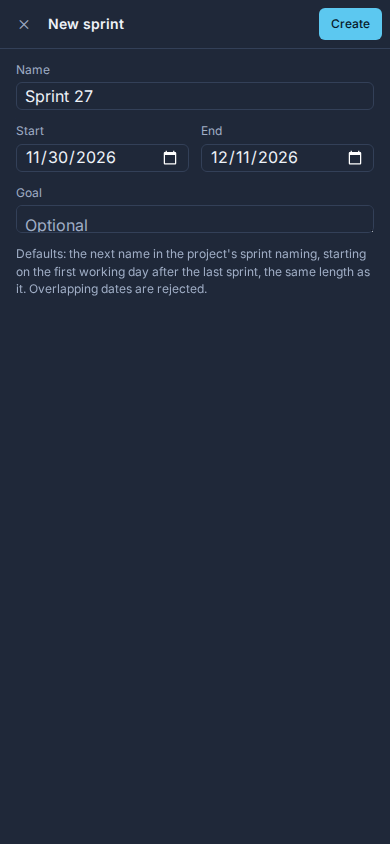 New sprint
Create
Name
Sprint 27
Start
End
11/30/2026
12/11/2026
Goal
Optional
Defaults: the next name in the project's sprint naming, starting
on the first working day after the last sprint, the same length as
it. Overlapping dates are rejected.